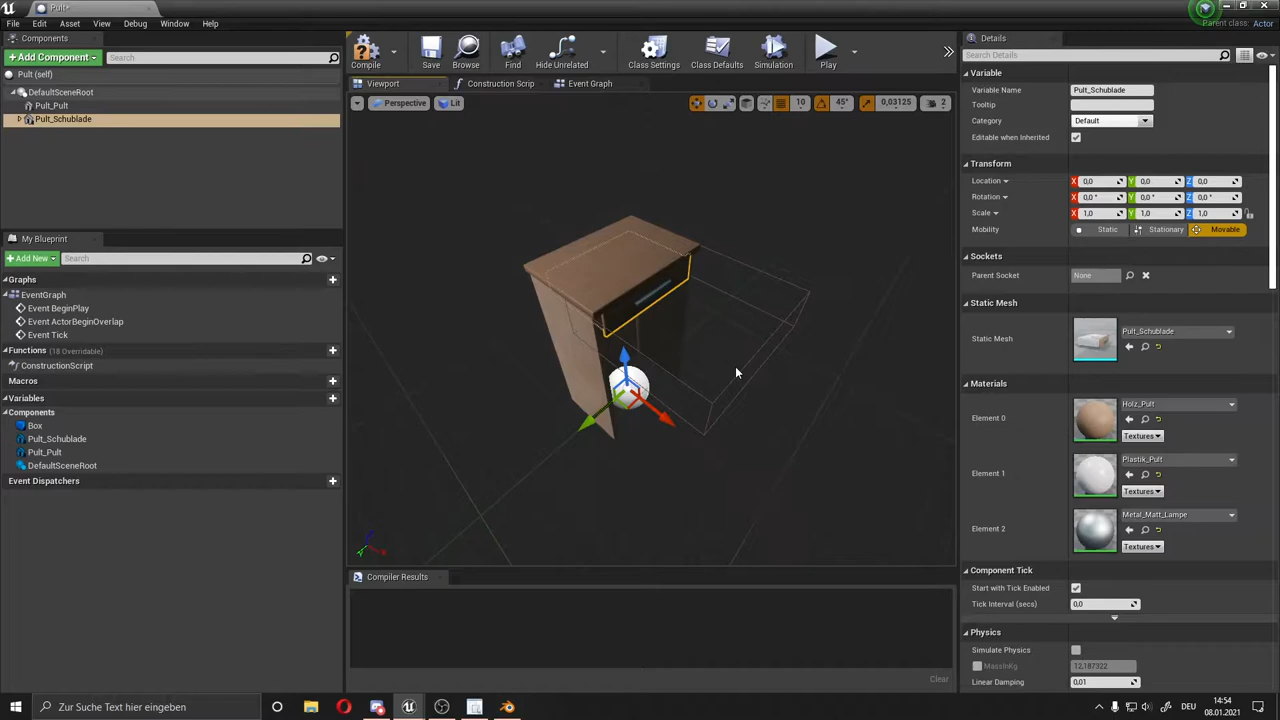 Pult*
File Edit Asset View Debug Window Help
Parent class: Actor
Components
Details
Add Component Search
Compile Save Browse Find Hide Unrelated Class Settings Class Defaults Simulation Play
Search Details
Pult (self)
DefaultSceneRoot
Pult_Pult
Pult_Schublade
Viewport Construction Scrip Event Graph
Perspective Lit 10 45° 0,03125 2
Variable
Variable Name Pult_Schublade
Tooltip
Category Default
Editable when Inherited
Transform
Location X 0,0 Y 0,0 Z 0,0
Rotation X 0,0 ° Y 0,0 ° Z 0,0 °
Scale X 1,0 Y 1,0 Z 1,0
Mobility Static Stationary Movable
My Blueprint
Add New Search
Graphs
EventGraph
Event BeginPlay
Event ActorBeginOverlap
Event Tick
Functions (18 Overridable)
ConstructionScript
Macros
Variables
Components
Box
Pult_Schublade
Pult_Pult
DefaultSceneRoot
Event Dispatchers
Sockets
Parent Socket None
Static Mesh
Static Mesh Pult_Schublade
Materials
Element 0 Holz_Pult
Textures
Element 1 Plastik_Pult
Textures
Element 2 Metal_Matt_Lampe
Textures
Component Tick
Start with Tick Enabled
Tick Interval (secs) 0,0
Physics
Simulate Physics
MassInKg 12,187322
Linear Damping 0,01
Compiler Results
Clear
Zur Suche Text hier eingeben
DEU
14:54
08.01.2021